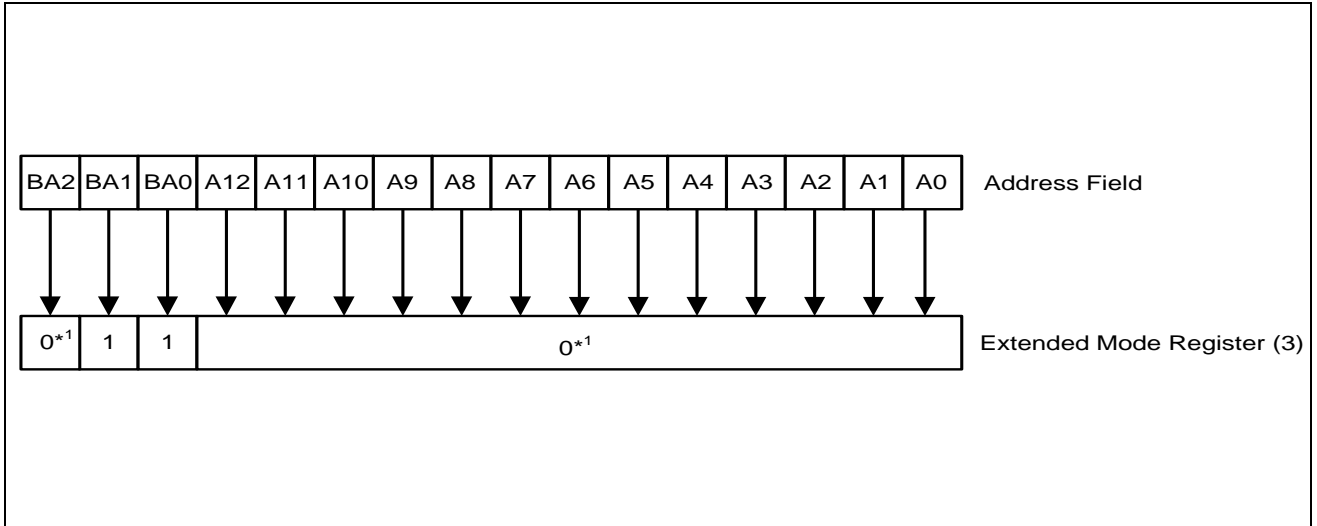 BA2 BA1 BA0 A12 A11 A10 A9 A8 A7 A6 A5 A4 A3 A2 A1 A0 Address Field
0*1 1 1 0*1 Extended Mode Register (3)